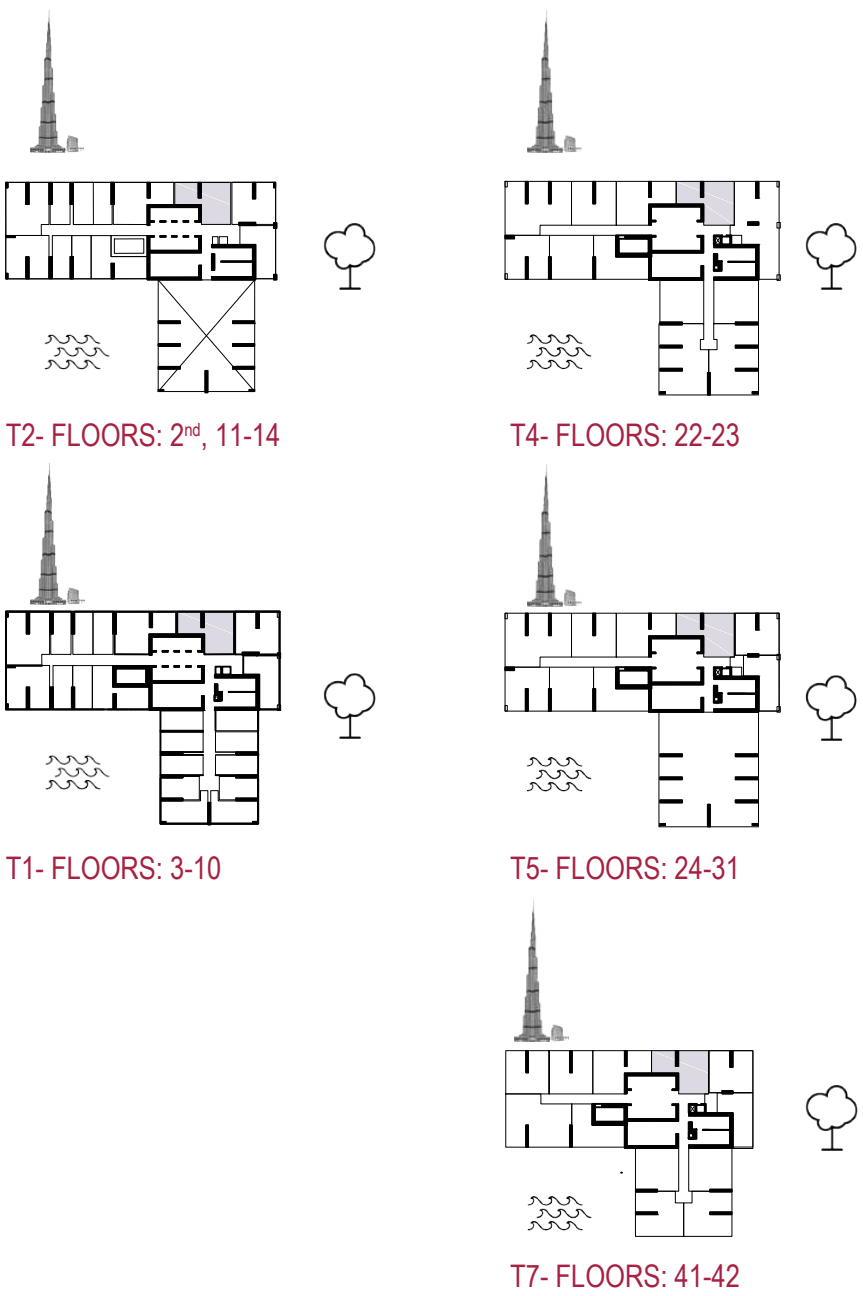 T2- FLOORS: 2nd, 11-14
T4- FLOORS: 22-23
T1- FLOORS: 3-10
T5- FLOORS: 24-31
T7- FLOORS: 41-42